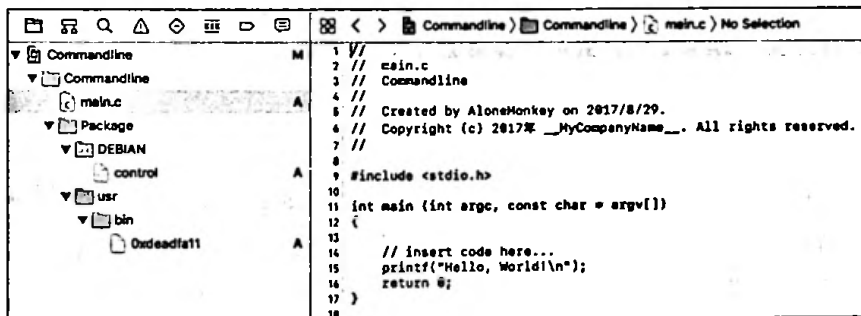 Commandline M
Commandline
main.c A
Package
DEBIAN
control A
usr
bin
0xdeadfa11 A
Commandline 〉 Commandline 〉 main.c 〉 No Selection
1 //
2 // main.c
3 // Commandline
4 //
5 // Created by AloneMonkey on 2017/8/29.
6 // Copyright (c) 2017年 __MyCompanyName__. All rights reserved.
7 //
8
9 #include <stdio.h>
10
11 int main (int argc, const char * argv[])
12 {
13
14 // insert code here...
15 printf("Hello, World!\n");
16 return 0;
17 }
18